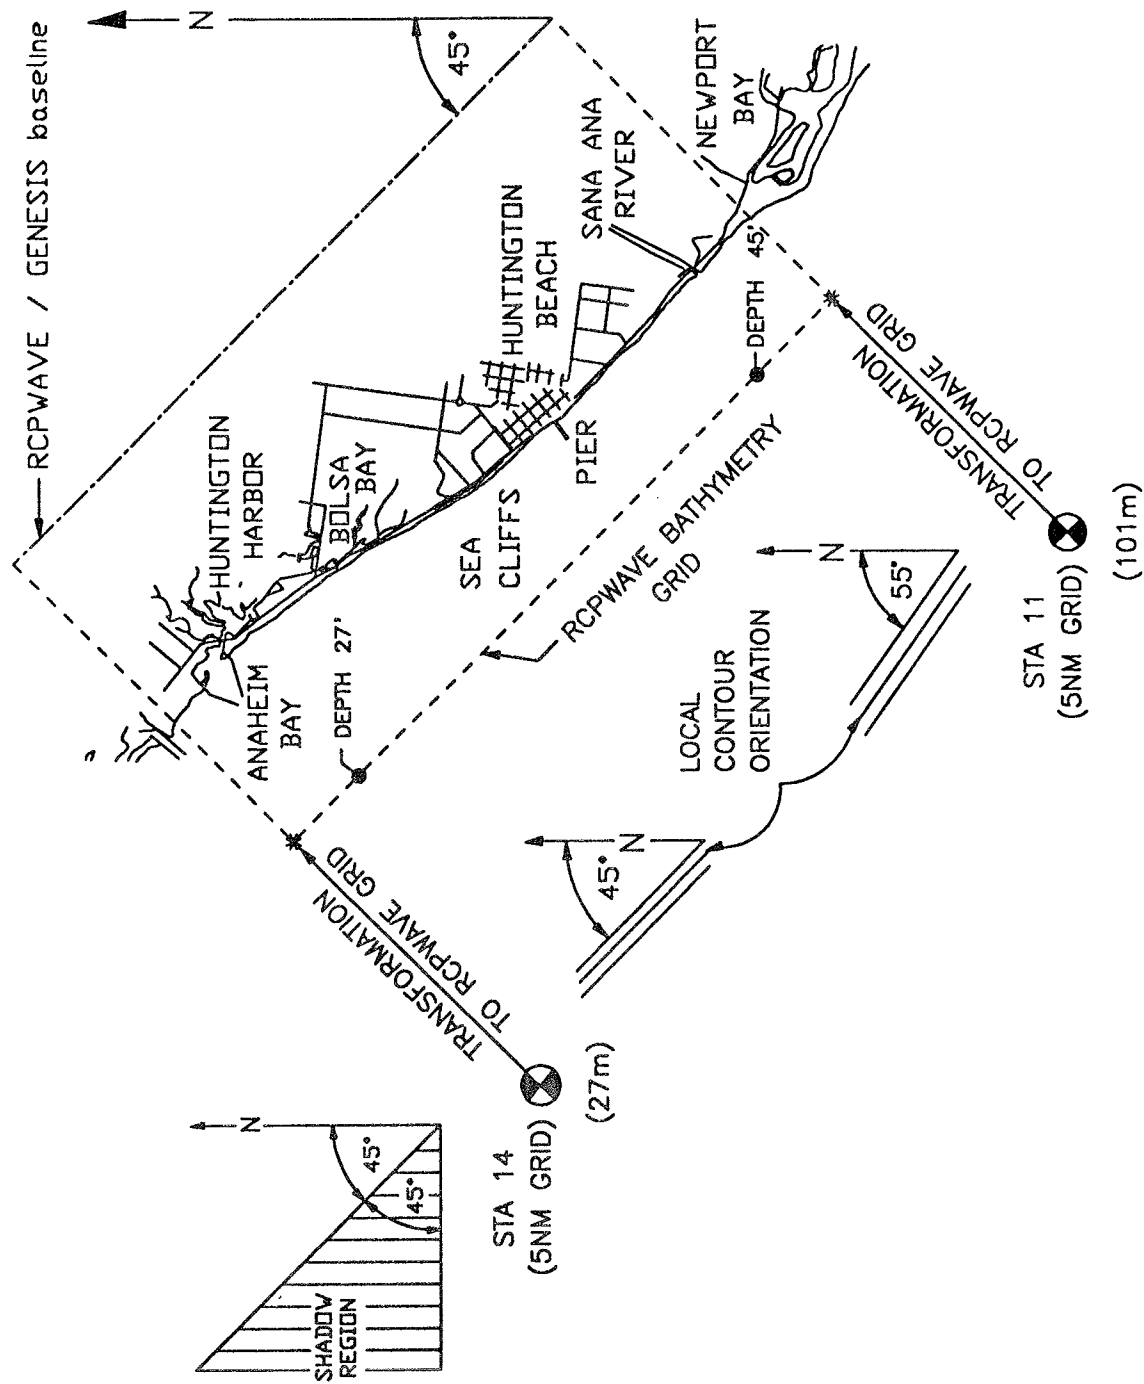 RCPWAVE / GENESIS baseline
N
45°
HUNTINGTON
HARBOR
BOLSA
BAY
HUNTINGTON
BEACH
SANA ANA
RIVER
NEWPORT
BAY
ANAHEIM
BAY
SEA
CLIFFS
PIER
DEPTH 27'
DEPTH 45'
RCPWAVE BATHYMETRY
GRID
TRANSFORMATION
TO RCPWAVE GRID
TRANSFORMATION
TO RCPWAVE GRID
LOCAL
CONTOUR
ORIENTATION
N
45°
N
55°
STA 14
(5NM GRID)
(27m)
STA 11
(5NM GRID)
(101m)
N
45°
45°
SHADOW
REGION